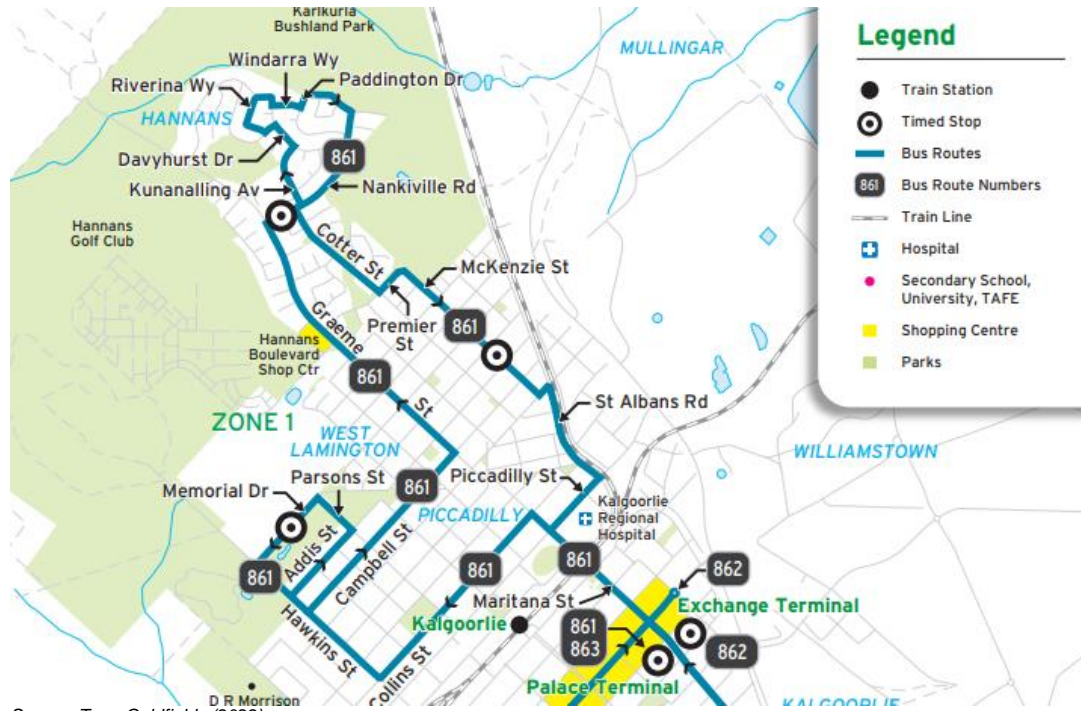 Karlkurla
Bushland Park
Windarra Wy
Riverina Wy
Paddington Dr
MULLINGAR
HANNANS
Davyhurst Dr
861
Kunanalling Av
Nankiville Rd
Hannans
Golf Club
Cotter St
McKenzie St
Premier
St
861
Graeme
St
Hannans
Boulevard
Shop Ctr
861
St Albans Rd
ZONE 1
WEST
LAMINGTON
WILLIAMSTOWN
Parsons St
Memorial Dr
861
Piccadilly St
PICCADILLY
Kalgoorlie
Regional
Hospital
Addis St
Campbell St
861
861
861
862
Maritana St
Exchange Terminal
Kalgoorlie
861
863
862
Hawkins St
Collins St
Palace Terminal
D R Morrison
KALGOORLIE
Legend
Train Station
Timed Stop
Bus Routes
861
Bus Route Numbers
Train Line
Hospital
Secondary School,
University, TAFE
Shopping Centre
Parks